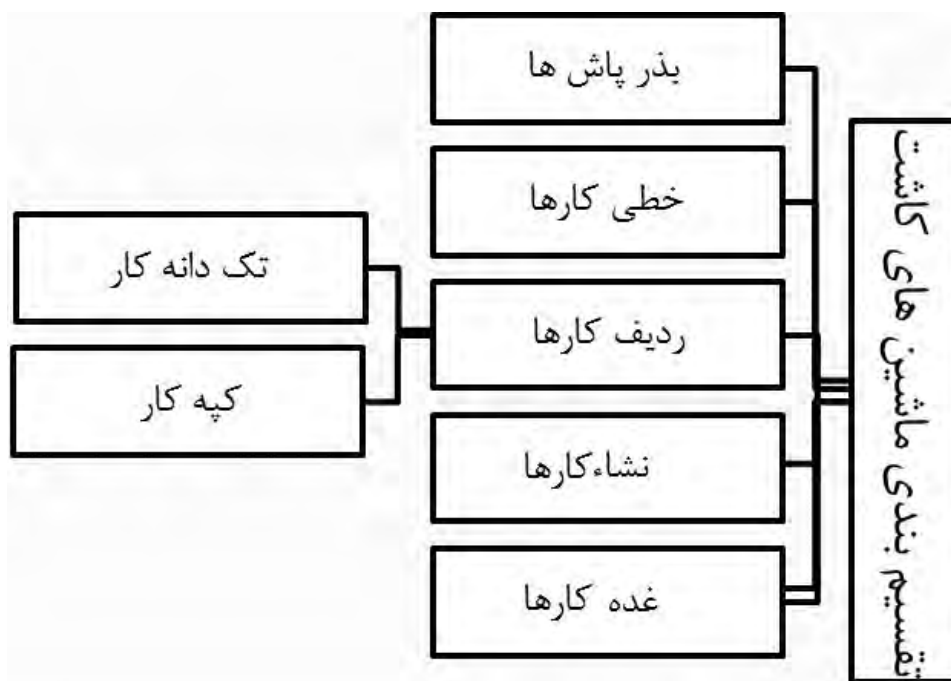 تقسیم بندی ماشین های کاشت
بذر پاش ها
خطی کارها
ردیف کارها
تک دانه کار
کپه کار
نشاءکارها
غده کارها